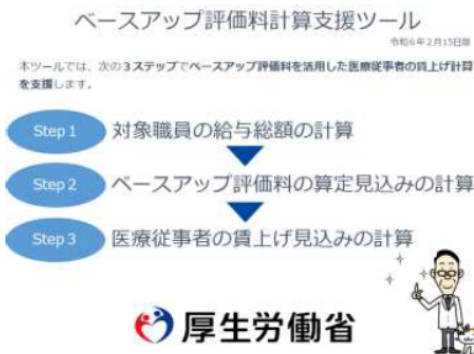 ベースアップ評価料計算支援ツール
令和6年2月15日版
本ツールでは、次の3ステップでベースアップ評価料を活用した医療従事者の賃上げ計算
を支援します。
Step 1 対象職員の給与総額の計算
Step 2 ベースアップ評価料の算定見込みの計算
Step 3 医療従事者の賃上げ見込みの計算
厚生労働省